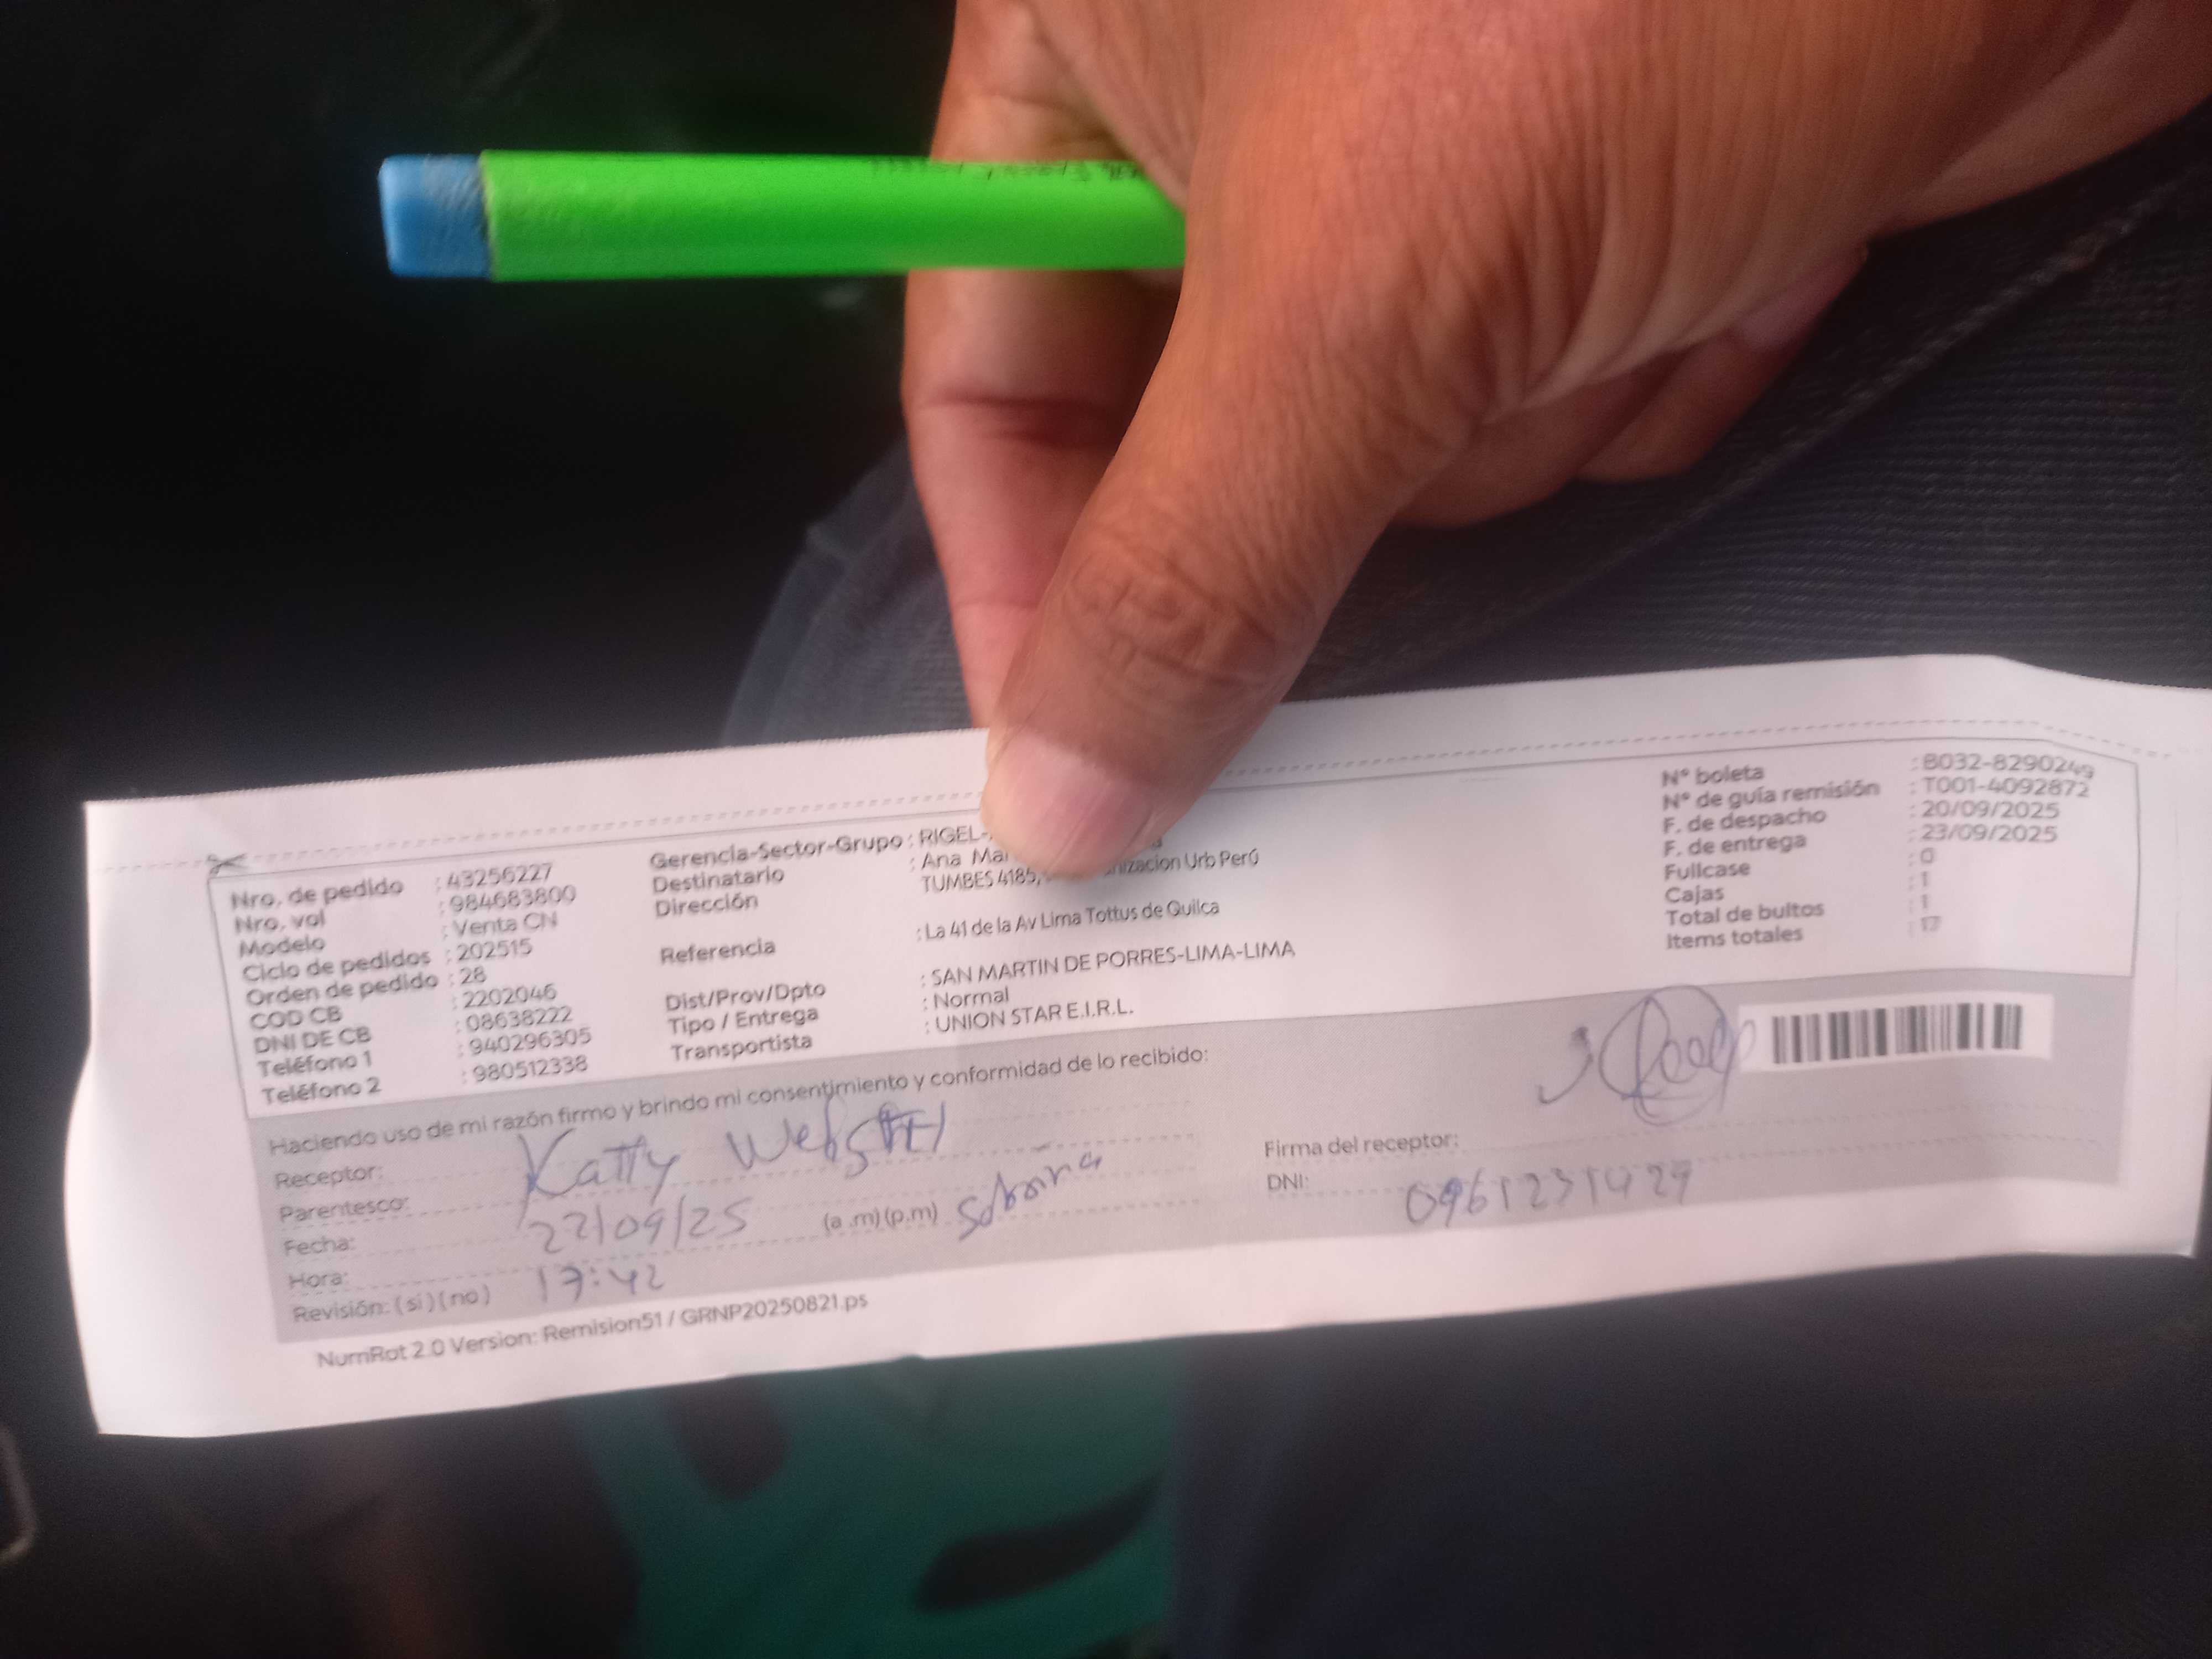 Nro. de pedido : 43256227
Nro. vol : 984683800
Modelo : Venta CN
Ciclo de pedidos : 202515
Orden de pedido : 28
COD CB : 2202046
DNI DE CB : 08638222
Teléfono 1 : 940296305
Teléfono 2 : 980512338
Gerencia-Sector-Grupo : RIGEL-
Destinatario : Ana
Dirección TUMBES 4185, Urb Perú
Referencia : La 41 de la Av Lima Tottus de Quilca
Dist/Prov/Dpto : SAN MARTIN DE PORRES-LIMA-LIMA
Tipo / Entrega : Normal
Transportista : UNION STAR E.I.R.L.
N° boleta : B032-8290249
N° de guía remisión : T001-4092872
F. de despacho : 20/09/2025
F. de entrega : 23/09/2025
Fullcase : 0
Cajas : 1
Total de bultos : 1
Items totales
Haciendo uso de mi razón firmo y brindo mi consentimiento y conformidad de lo recibido:
Receptor: Katty
Parentesco:
Fecha: 22/09/25 (a .m) (p.m) Sobrina
Hora: 17:42
Revisión: ( si ) ( no )
Firma del receptor:
DNI:
NumRot 2.0 Version: Remision51 / GRNP20250821.ps